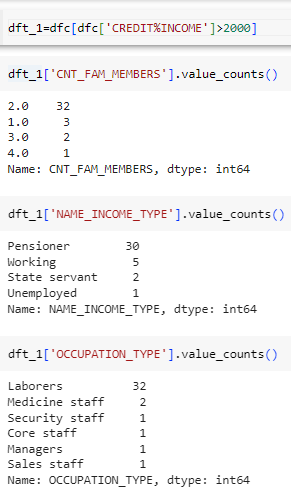 dft_1=dfc[dfc['CREDIT%INCOME']>2000]
dft_1['CNT_FAM_MEMBERS'].value_counts()
2.0    32
1.0     3
3.0     2
4.0     1
Name: CNT_FAM_MEMBERS, dtype: int64
dft_1['NAME_INCOME_TYPE'].value_counts()
Pensioner        30
Working           5
State servant     2
Unemployed        1
Name: NAME_INCOME_TYPE, dtype: int64
dft_1['OCCUPATION_TYPE'].value_counts()
Laborers          32
Medicine staff     2
Security staff     1
Core staff         1
Managers           1
Sales staff        1
Name: OCCUPATION_TYPE, dtype: int64